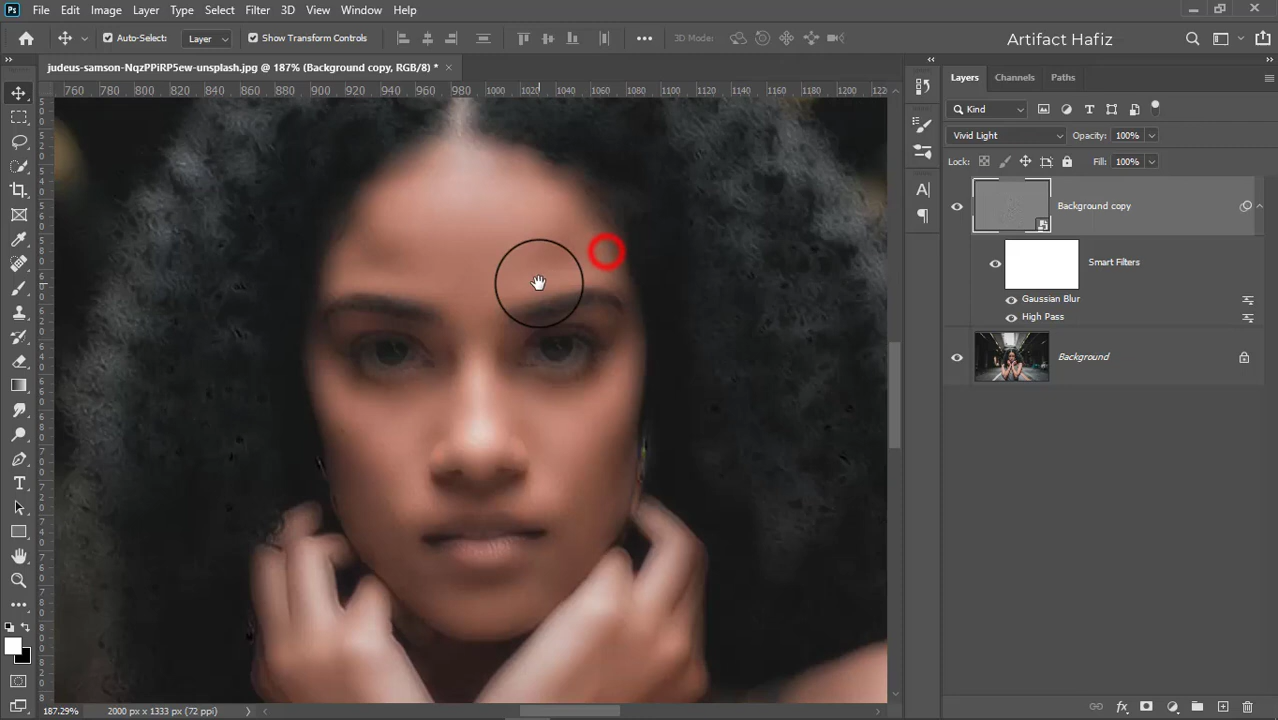 Ps File Edit Image Layer Type Select Filter 3D View Window Help
Auto-Select: Layer Show Transform Controls 3D Mode: Artifact Hafiz
judeus-samson-NqzPPiRP5ew-unsplash.jpg @ 187% (Background copy, RGB/8) *
760 780 800 820 840 860 880 900 920 940 960 980 1000 1020 1040 1060 1080 1100 1120 1140 1160 1180 1200 122
Layers Channels Paths
Kind
Vivid Light Opacity: 100%
Lock: Fill: 100%
Background copy
Smart Filters
Gaussian Blur
High Pass
Background
187.29% 2000 px x 1333 px (72 ppi)